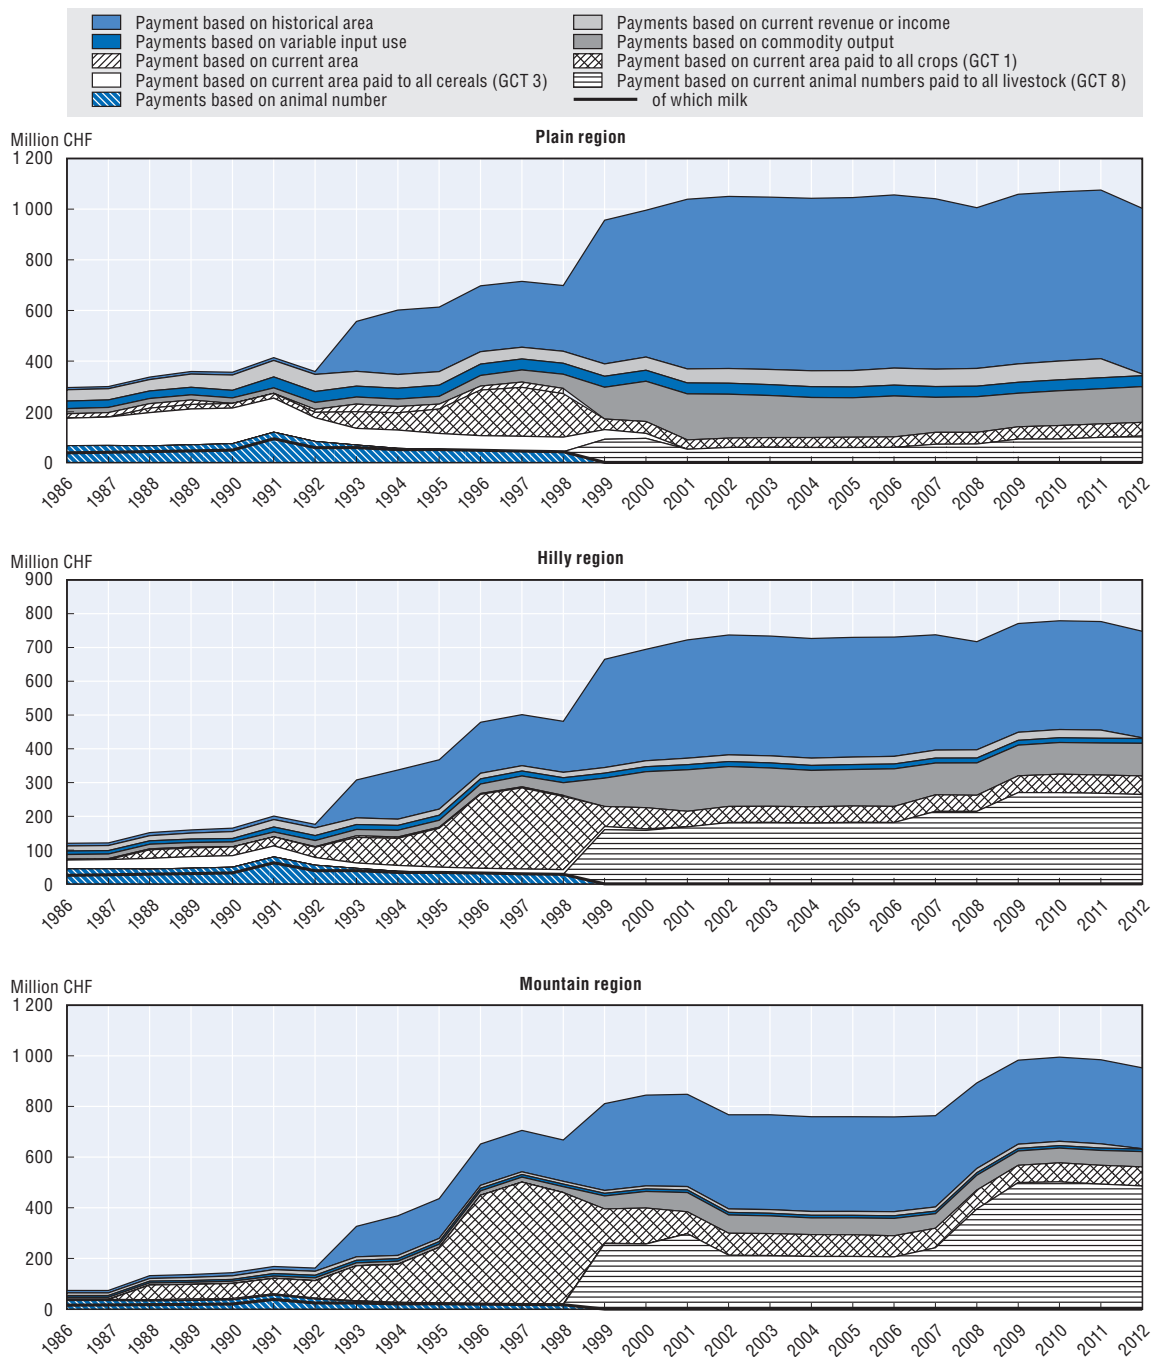 Payment based on historical area
Payments based on current revenue or income
Payments based on variable input use
Payments based on commodity output
Payment based on current area
Payment based on current area paid to all crops (GCT 1)
Payment based on current area paid to all cereals (GCT 3)
Payment based on current animal numbers paid to all livestock (GCT 8)
Payments based on animal number
of which milk
Million CHF
Plain region
1 200
1 000
800
600
400
200
0
1986 1987 1988 1989 1990 1991 1992 1993 1994 1995 1996 1997 1998 1999 2000 2001 2002 2003 2004 2005 2006 2007 2008 2009 2010 2011 2012
Million CHF
Hilly region
900
800
700
600
500
400
300
200
100
0
1986 1987 1988 1989 1990 1991 1992 1993 1994 1995 1996 1997 1998 1999 2000 2001 2002 2003 2004 2005 2006 2007 2008 2009 2010 2011 2012
Million CHF
Mountain region
1 200
1 000
800
600
400
200
0
1986 1987 1988 1989 1990 1991 1992 1993 1994 1995 1996 1997 1998 1999 2000 2001 2002 2003 2004 2005 2006 2007 2008 2009 2010 2011 2012